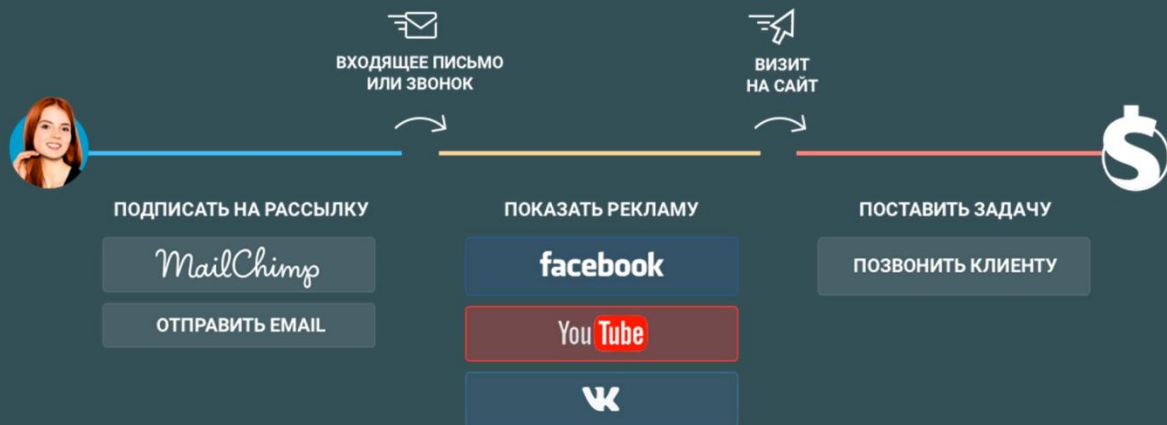 ВХОДЯЩЕЕ ПИСЬМО
ИЛИ ЗВОНОК
ВИЗИТ
НА САЙТ
ПОДПИСАТЬ НА РАССЫЛКУ
MailChimp
ОТПРАВИТЬ EMAIL
ПОКАЗАТЬ РЕКЛАМУ
facebook
YouTube
VK
ПОСТАВИТЬ ЗАДАЧУ
ПОЗВОНИТЬ КЛИЕНТУ
$